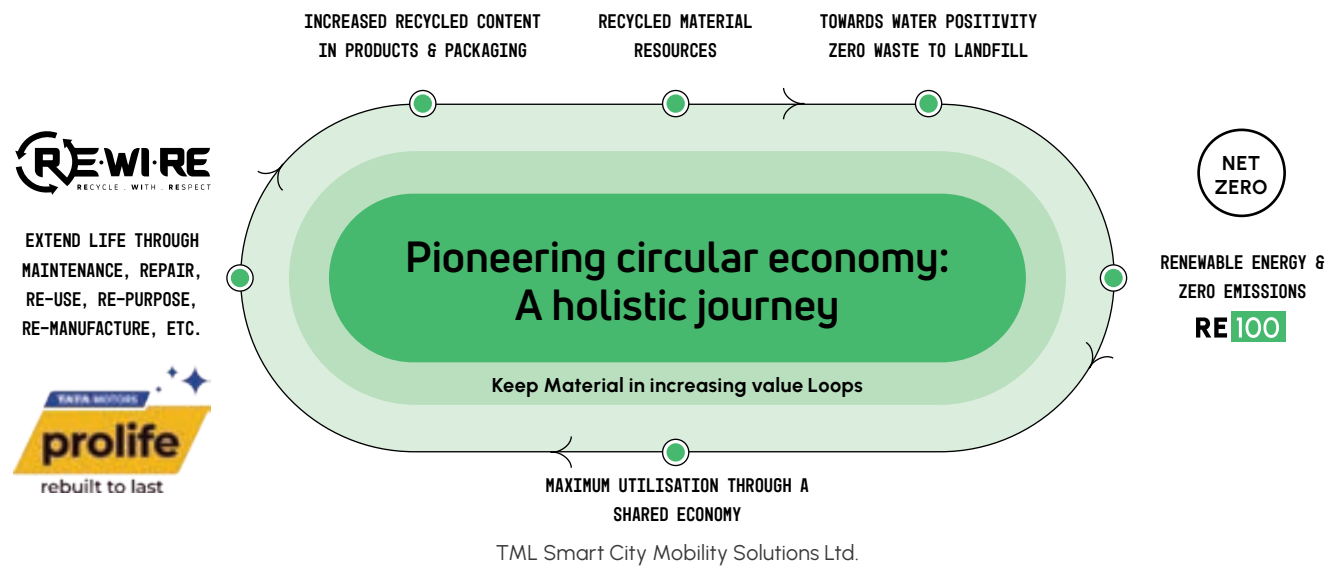 INCREASED RECYCLED CONTENT
IN PRODUCTS & PACKAGING
RECYCLED MATERIAL
RESOURCES
TOWARDS WATER POSITIVITY
ZERO WASTE TO LANDFILL
RE·WI·RE
RECYCLE . WITH . RESPECT
EXTEND LIFE THROUGH
MAINTENANCE, REPAIR,
RE-USE, RE-PURPOSE,
RE-MANUFACTURE, ETC.
TATA MOTORS
prolife
rebuilt to last
Pioneering circular economy:
A holistic journey
Keep Material in increasing value Loops
NET
ZERO
RENEWABLE ENERGY &
ZERO EMISSIONS
RE100
MAXIMUM UTILISATION THROUGH A
SHARED ECONOMY
TML Smart City Mobility Solutions Ltd.